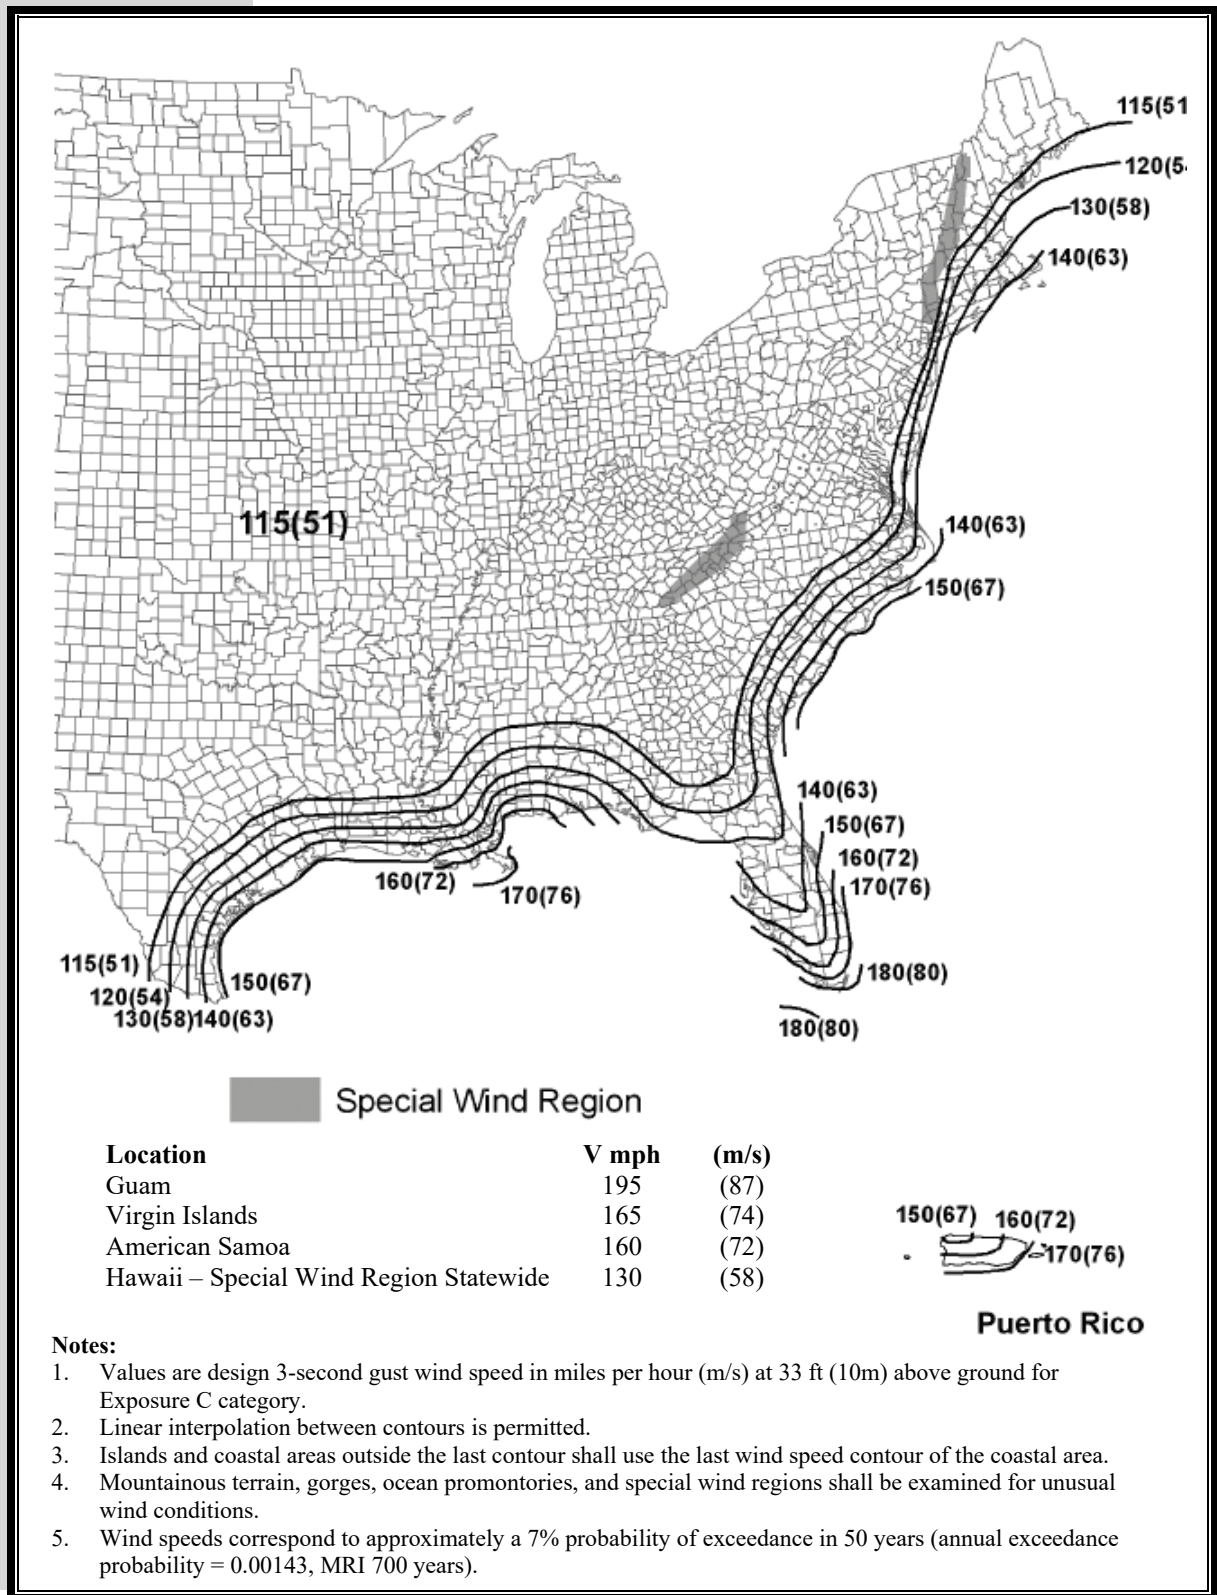 115(51
120(5
130(58)
140(63)
115(51)
140(63)
150(67)
140(63)
150(67)
160(72)
170(76)
160(72)
170(76)
115(51)
120(54)
130(58)
140(63)
150(67)
180(80)
180(80)
Special Wind Region
Location V mph (m/s)
Guam 195 (87)
Virgin Islands 165 (74)
American Samoa 160 (72)
Hawaii – Special Wind Region Statewide 130 (58)
150(67) 160(72)
170(76)
Puerto Rico
Notes:
1. Values are design 3-second gust wind speed in miles per hour (m/s) at 33 ft (10m) above ground for
Exposure C category.
2. Linear interpolation between contours is permitted.
3. Islands and coastal areas outside the last contour shall use the last wind speed contour of the coastal area.
4. Mountainous terrain, gorges, ocean promontories, and special wind regions shall be examined for unusual
wind conditions.
5. Wind speeds correspond to approximately a 7% probability of exceedance in 50 years (annual exceedance
probability = 0.00143, MRI 700 years).